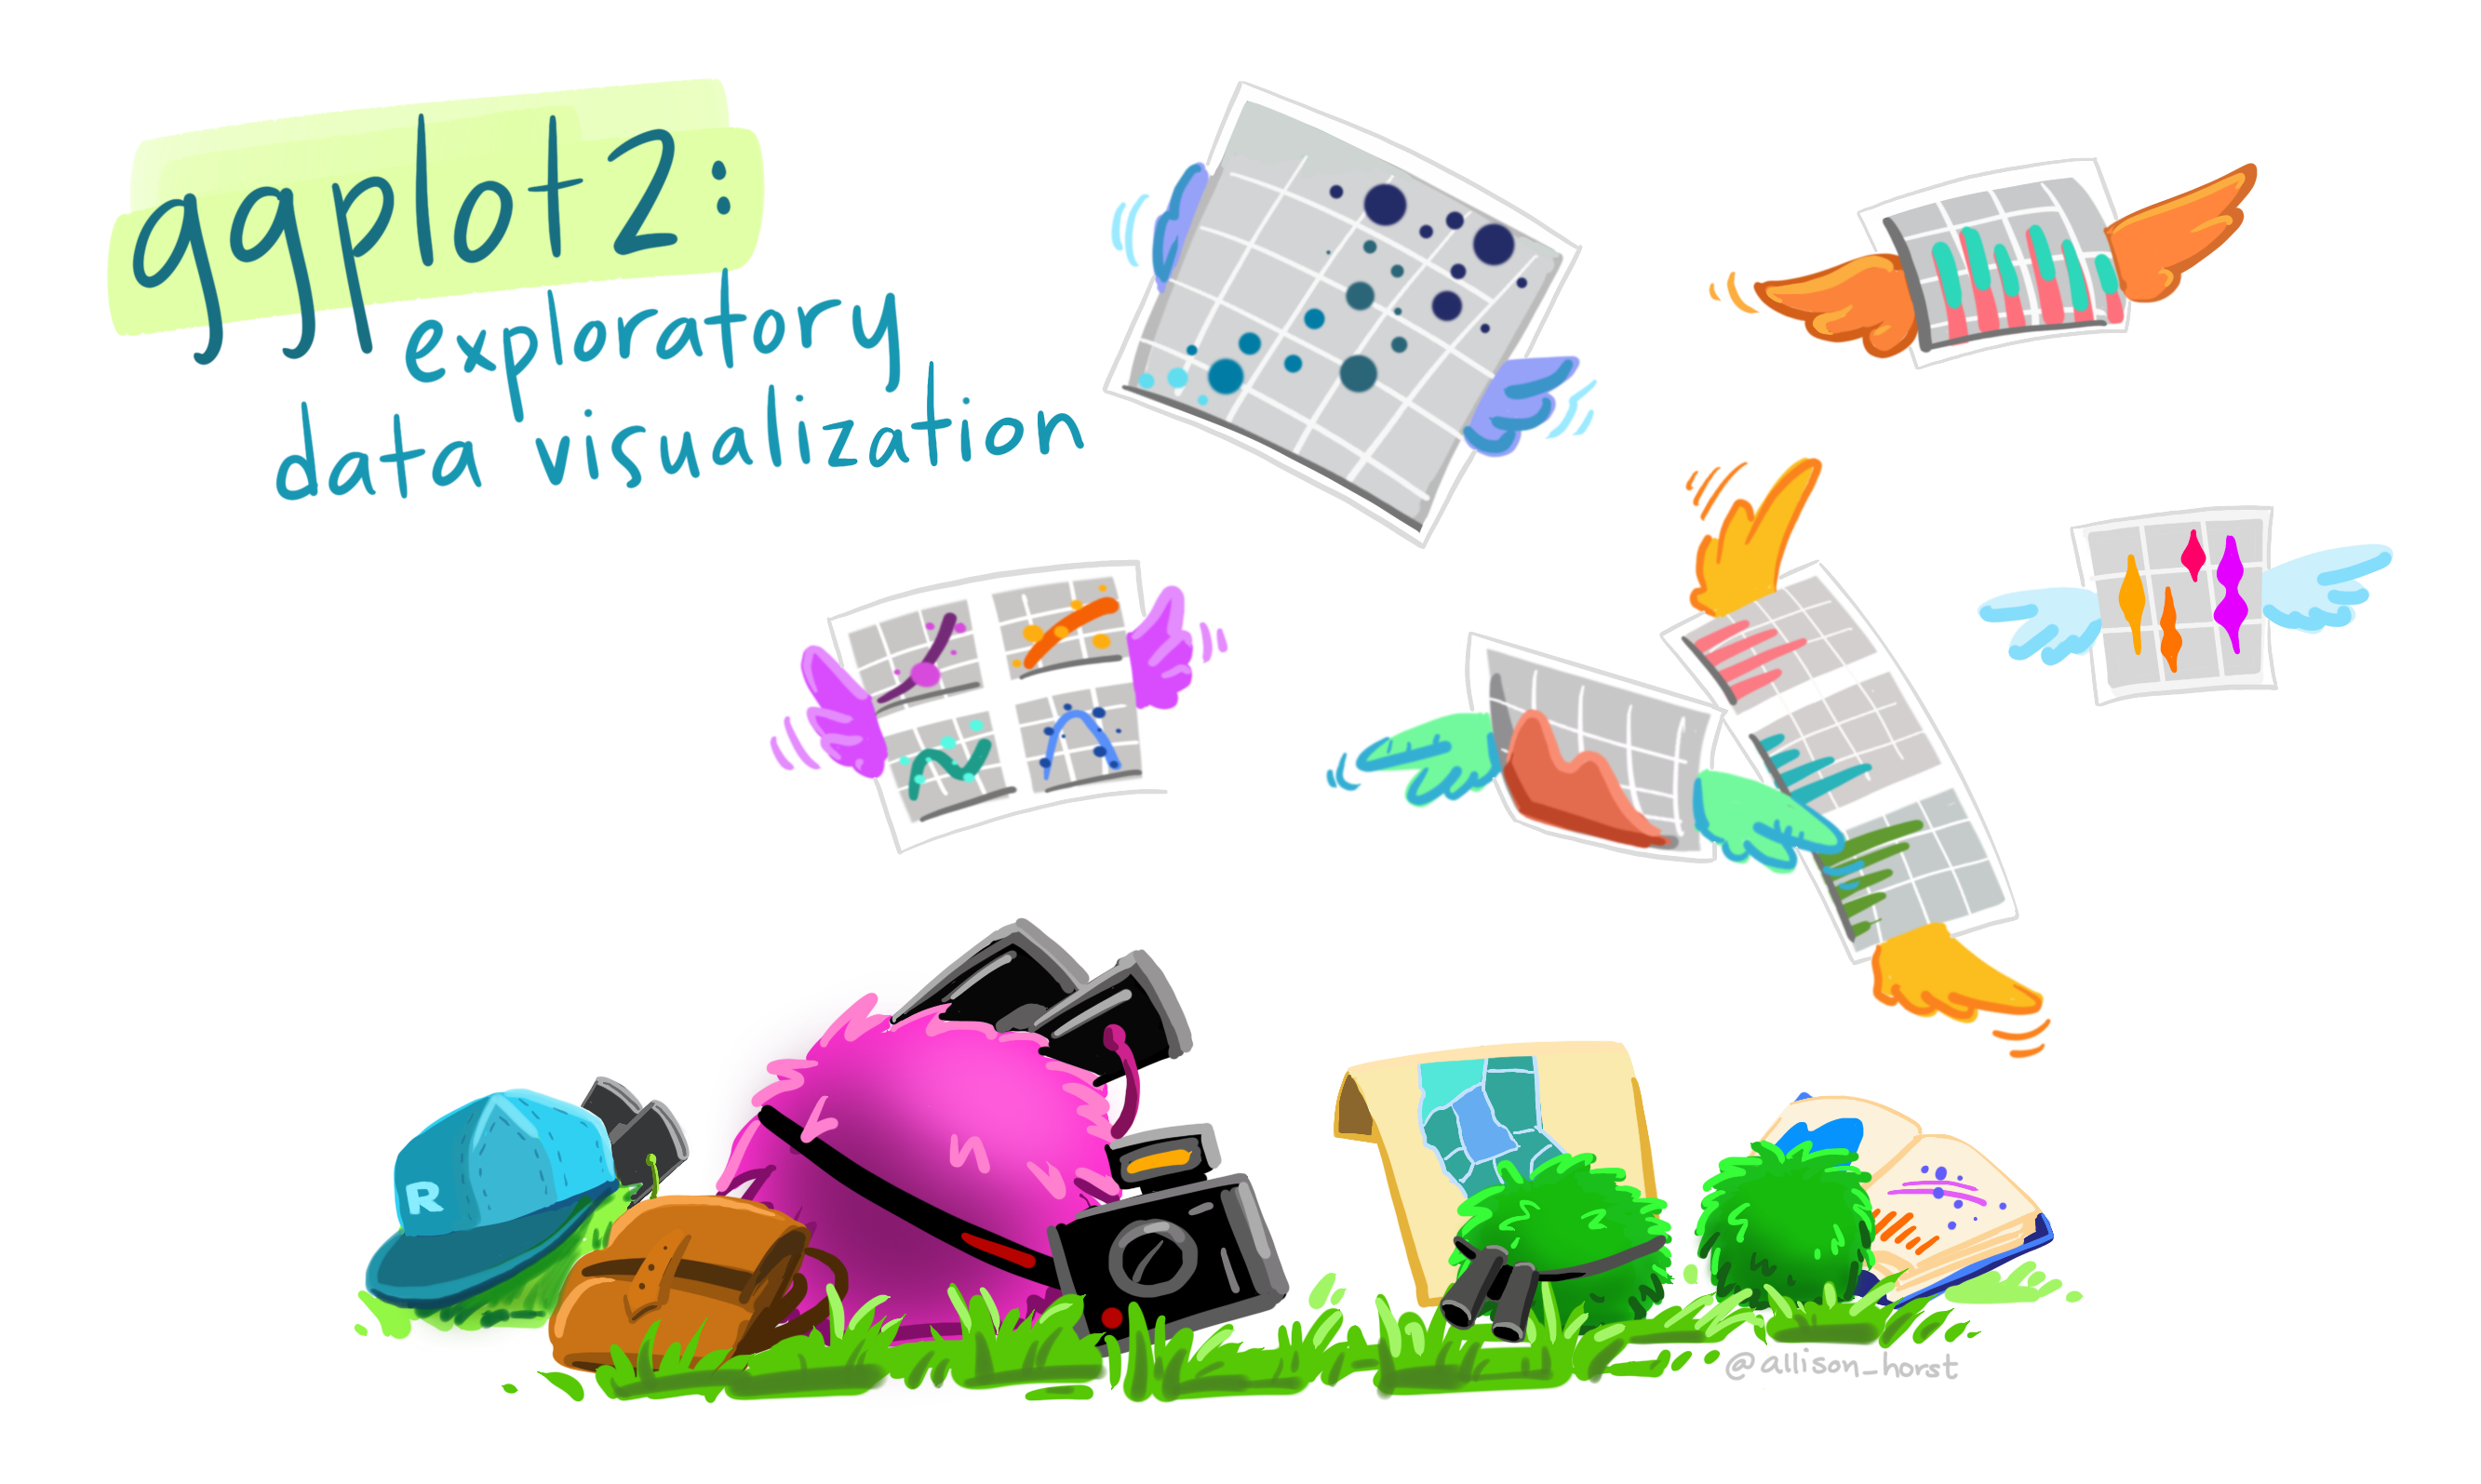 ggplot2:
exploratory
data visualization
R
@allison_horst